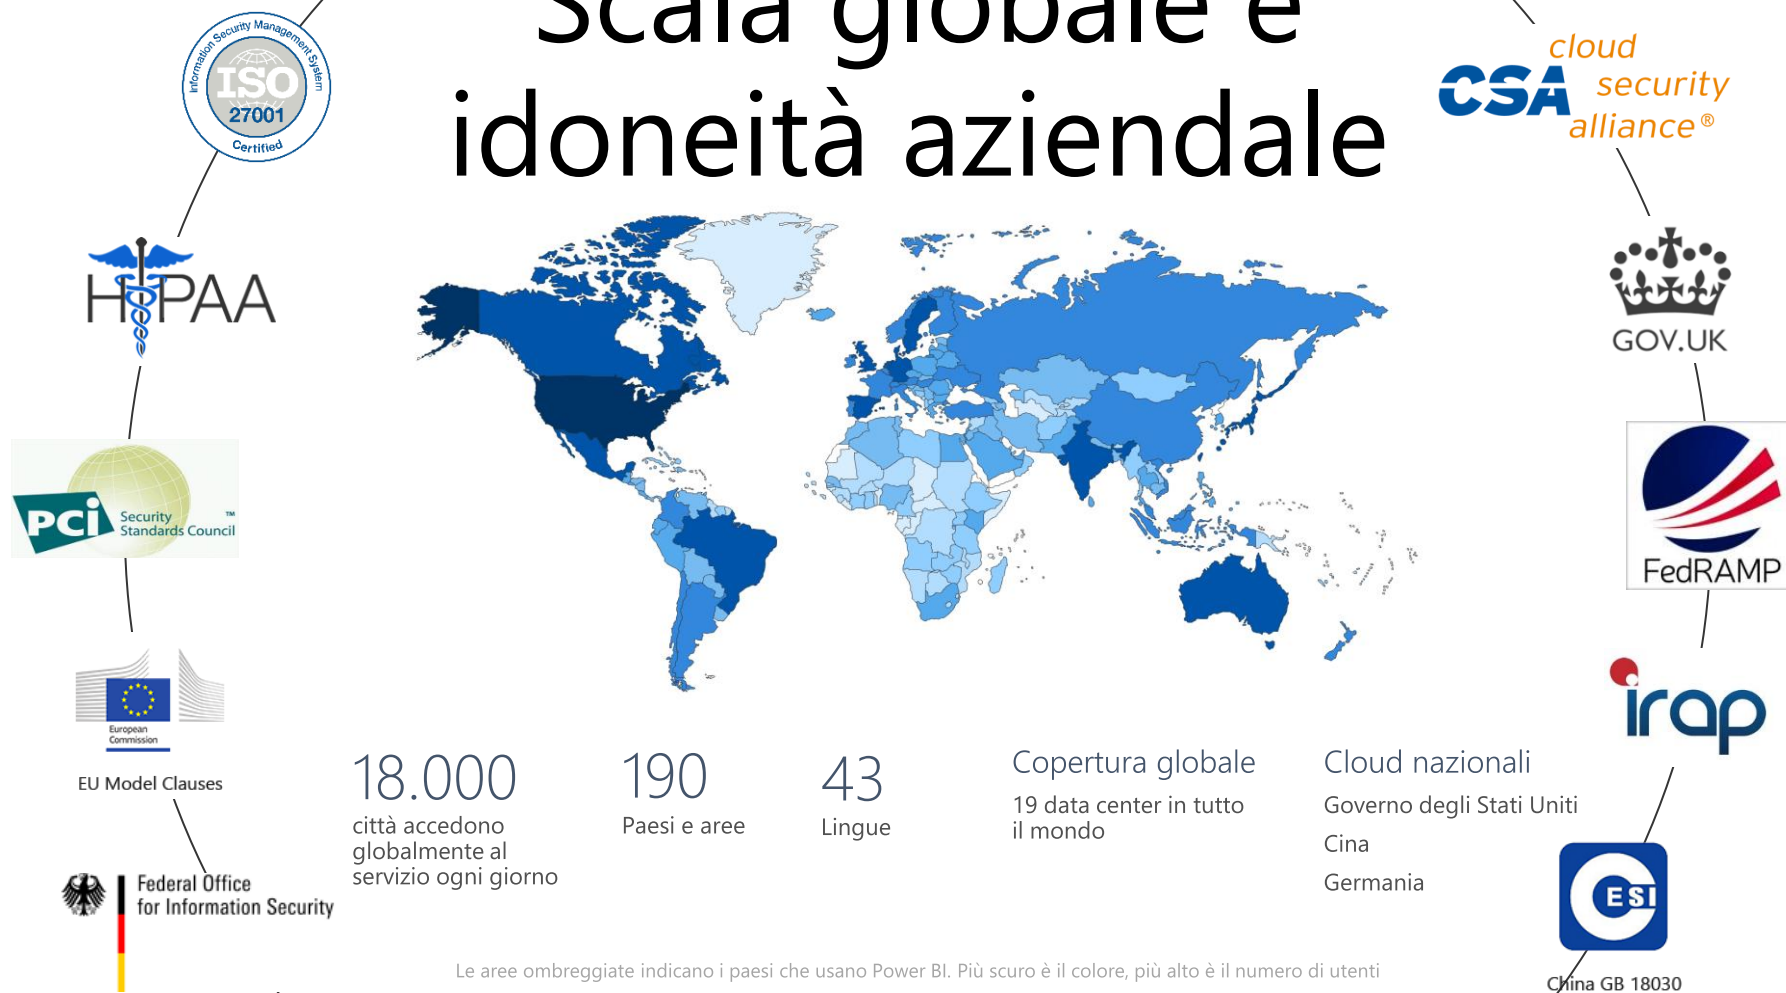 Scala globale e
idoneità aziendale
Information Security Management System
ISO
27001
Certified
cloud
CSA security
alliance®
HIPAA
GOV.UK
PCI Security
Standards Council ™
FedRAMP
European
Commission
EU Model Clauses
irap
18.000
città accedono
globalmente al
servizio ogni giorno
190
Paesi e aree
43
Lingue
Copertura globale
19 data center in tutto
il mondo
Cloud nazionali
Governo degli Stati Uniti
Cina
Germania
Federal Office
for Information Security
CESI
China GB 18030
Le aree ombreggiate indicano i paesi che usano Power BI. Più scuro è il colore, più alto è il numero di utenti